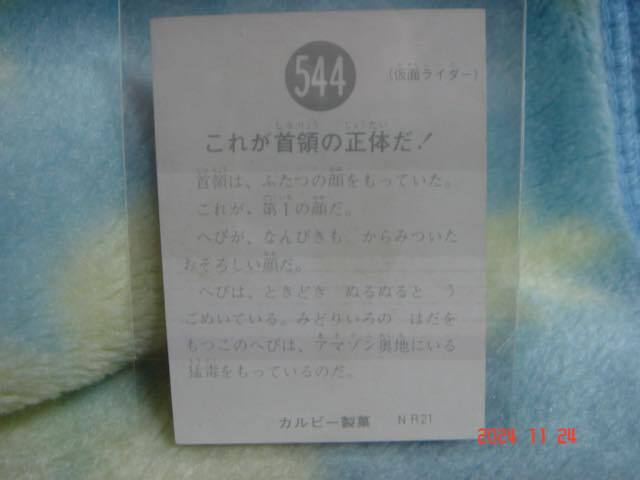 544
(仮面ライダー)
これが首領の正体だ!
首領は、ふたつの顔をもっていた。
これが、第1の顔だ。
へびが、なんびきも からみついた
おそろしい顔だ。
へびは、ときどき ぬるぬると う
ごめいている。みどりいろの はだを
もつこのへびは、アマゾン奥地にいる
猛毒をもっているのだ。
カルビー製菓 NR21
2024 11 24